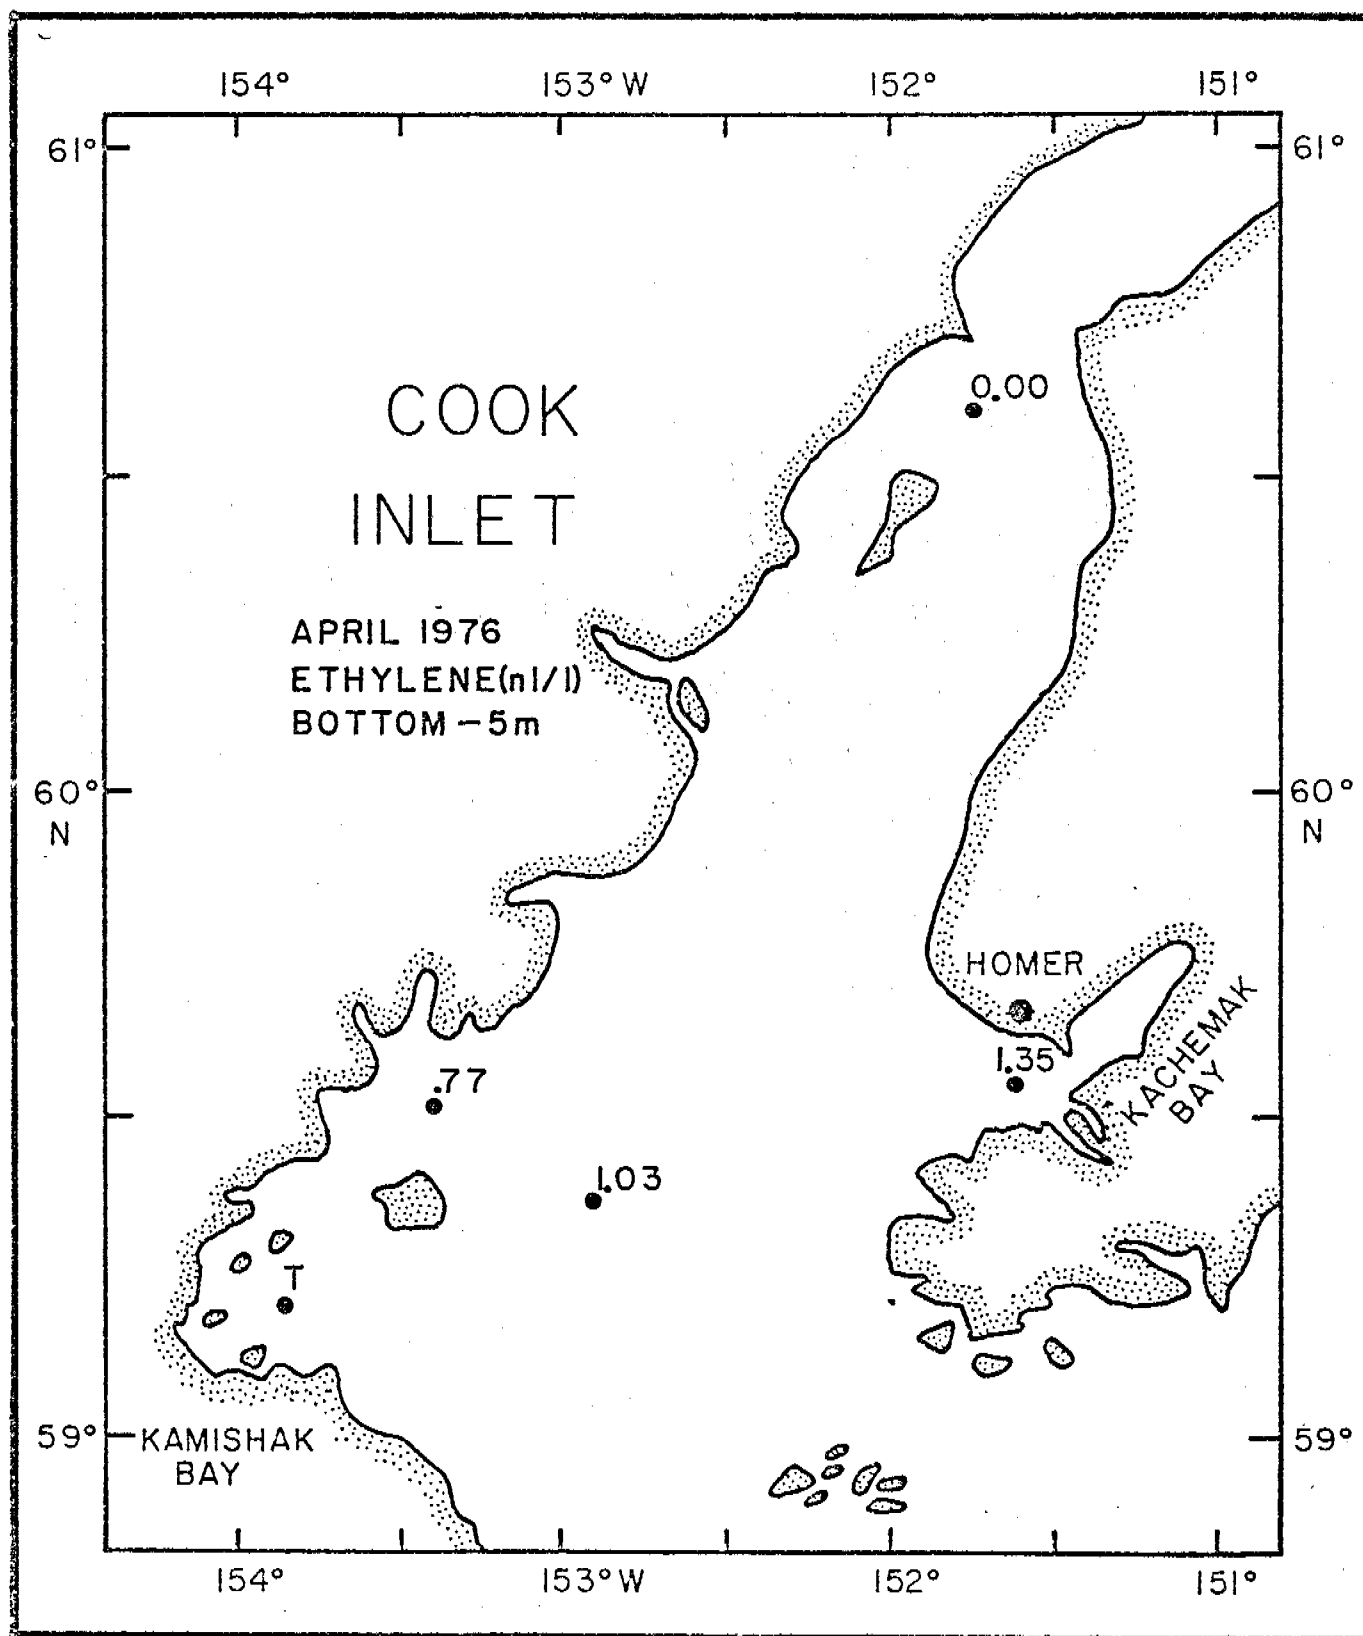 154° 153° W 152° 151°
61° 61°
0.00
COOK
INLET
APRIL 1976
ETHYLENE(nl/l)
BOTTOM - 5m
60° 60°
N N
HOMER
1.35
KACHEMAK
BAY
.77
1.03
T
59° 59°
KAMISHAK
BAY
154° 153° W 152° 151°